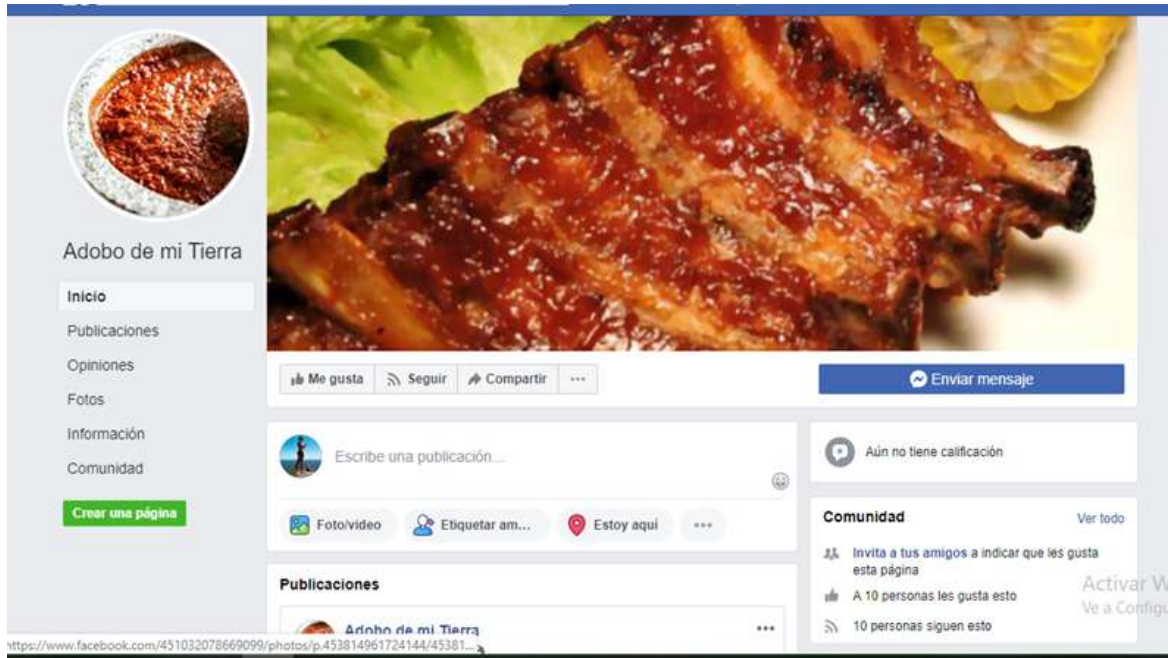 Adobo de mi Tierra
Inicio
Publicaciones
Opiniones
Fotos
Información
Comunidad
Crear una página
Me gusta
Seguir
Compartir
Enviar mensaje
Escribe una publicación...
Foto/video
Etiquetar am...
Estoy aquí
Publicaciones
Adobo de mi Tierra
Aún no tiene calificación
Comunidad
Ver todo
Invita a tus amigos a indicar que les gusta
esta página
A 10 personas les gusta esto
10 personas siguen esto
Activar W
Ve a Configu
https://www.facebook.com/451032078669099/photos/p.453814961724144/45381...